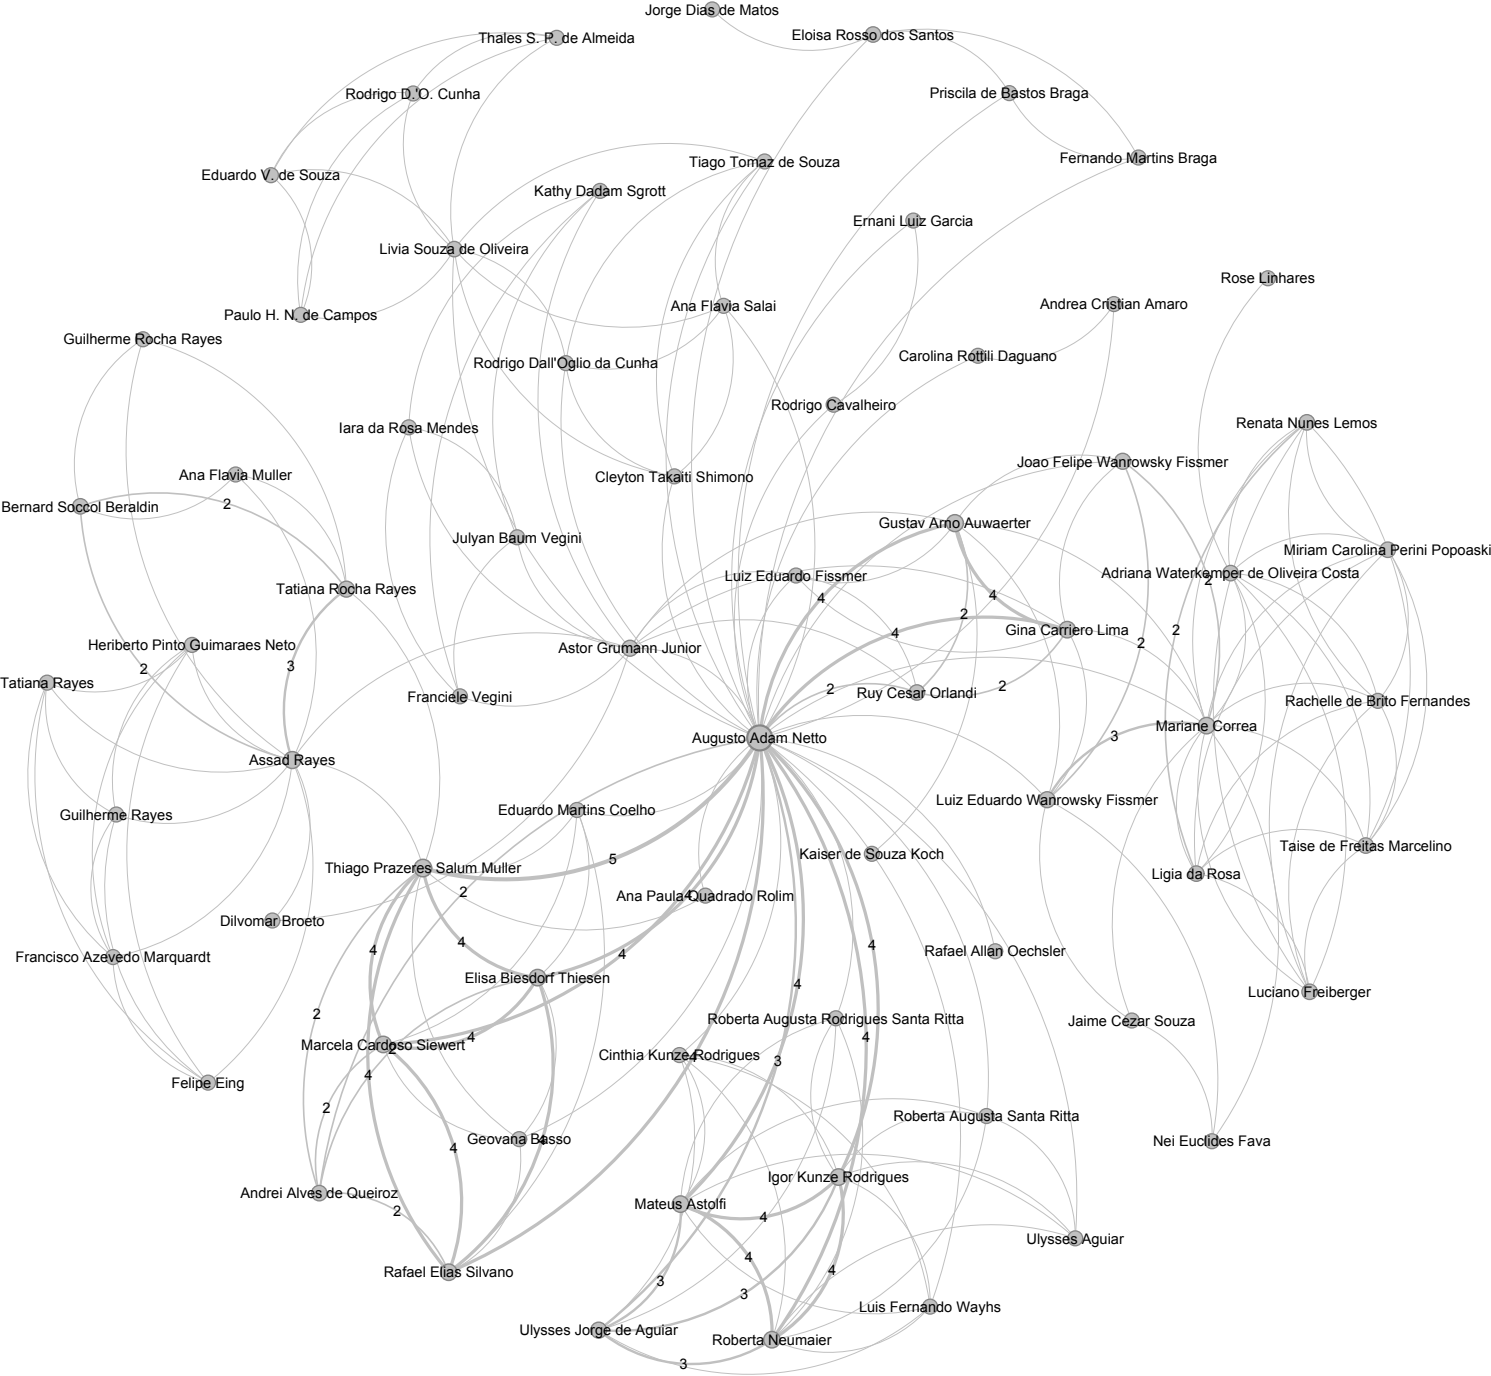 Jorge Dias de Matos
Thales S. P. de Almeida
Eloisa Rosso dos Santos
Rodrigo D.'O. Cunha
Priscila de Bastos Braga
Tiago Tomaz de Souza
Fernando Martins Braga
Eduardo V. de Souza
Kathy Dadam Sgrott
Ernani Luiz Garcia
Livia Souza de Oliveira
Rose Linhares
Ana Flavia Salai
Andrea Cristian Amaro
Paulo H. N. de Campos
Guilherme Rocha Rayes
Rodrigo Dall'Oglio da Cunha
Carolina Rottili Daguano
Rodrigo Cavalheiro
Iara da Rosa Mendes
Renata Nunes Lemos
Joao Felipe Wanrowsky Fissmer
Ana Flavia Muller
Cleyton Takaiti Shimono
Bernard Soccol Beraldin
2
Gustav Arno Auwaerter
Julyan Baum Vegini
Miriam Carolina Perini Popoaski
Luiz Eduardo Fissmer
Adriana Waterkemper de Oliveira Costa
2
Tatiana Rocha Rayes
4
4
2
Gina Carriero Lima
4
2
2
Heriberto Pinto Guimaraes Neto
Astor Grumann Junior
2
3
Tatiana Rayes
2
2
Franciele Vegini
Ruy Cesar Orlandi
Rachelle de Brito Fernandes
Mariane Correa
Augusto Adam Netto
3
Assad Rayes
Luiz Eduardo Wanrowsky Fissmer
Eduardo Martins Coelho
Guilherme Rayes
Taise de Freitas Marcelino
Kaiser de Souza Koch
5
Thiago Prazeres Salum Muller
Ligia da Rosa
2
Ana Paula Quadrado Rolim
4
Dilvomar Broeto
4
4
4
4
Rafael Allan Oechsler
Francisco Azevedo Marquardt
Elisa Biesdorf Thiesen
4
Luciano Freiberger
2
Roberta Augusta Rodrigues Santa Ritta
Jaime Cezar Souza
4
4
Marcela Cardoso Siewert
2
Cinthia Kunze Rodrigues
4
3
4
Felipe Eing
2
Roberta Augusta Santa Ritta
Geovana Basso
4
Nei Euclides Fava
4
Igor Kunze Rodrigues
Andrei Alves de Queiroz
Mateus Astolfi
2
4
Ulysses Aguiar
4
Rafael Elias Silvano
4
3
3
Luis Fernando Wayhs
Ulysses Jorge de Aguiar
Roberta Neumaier
3